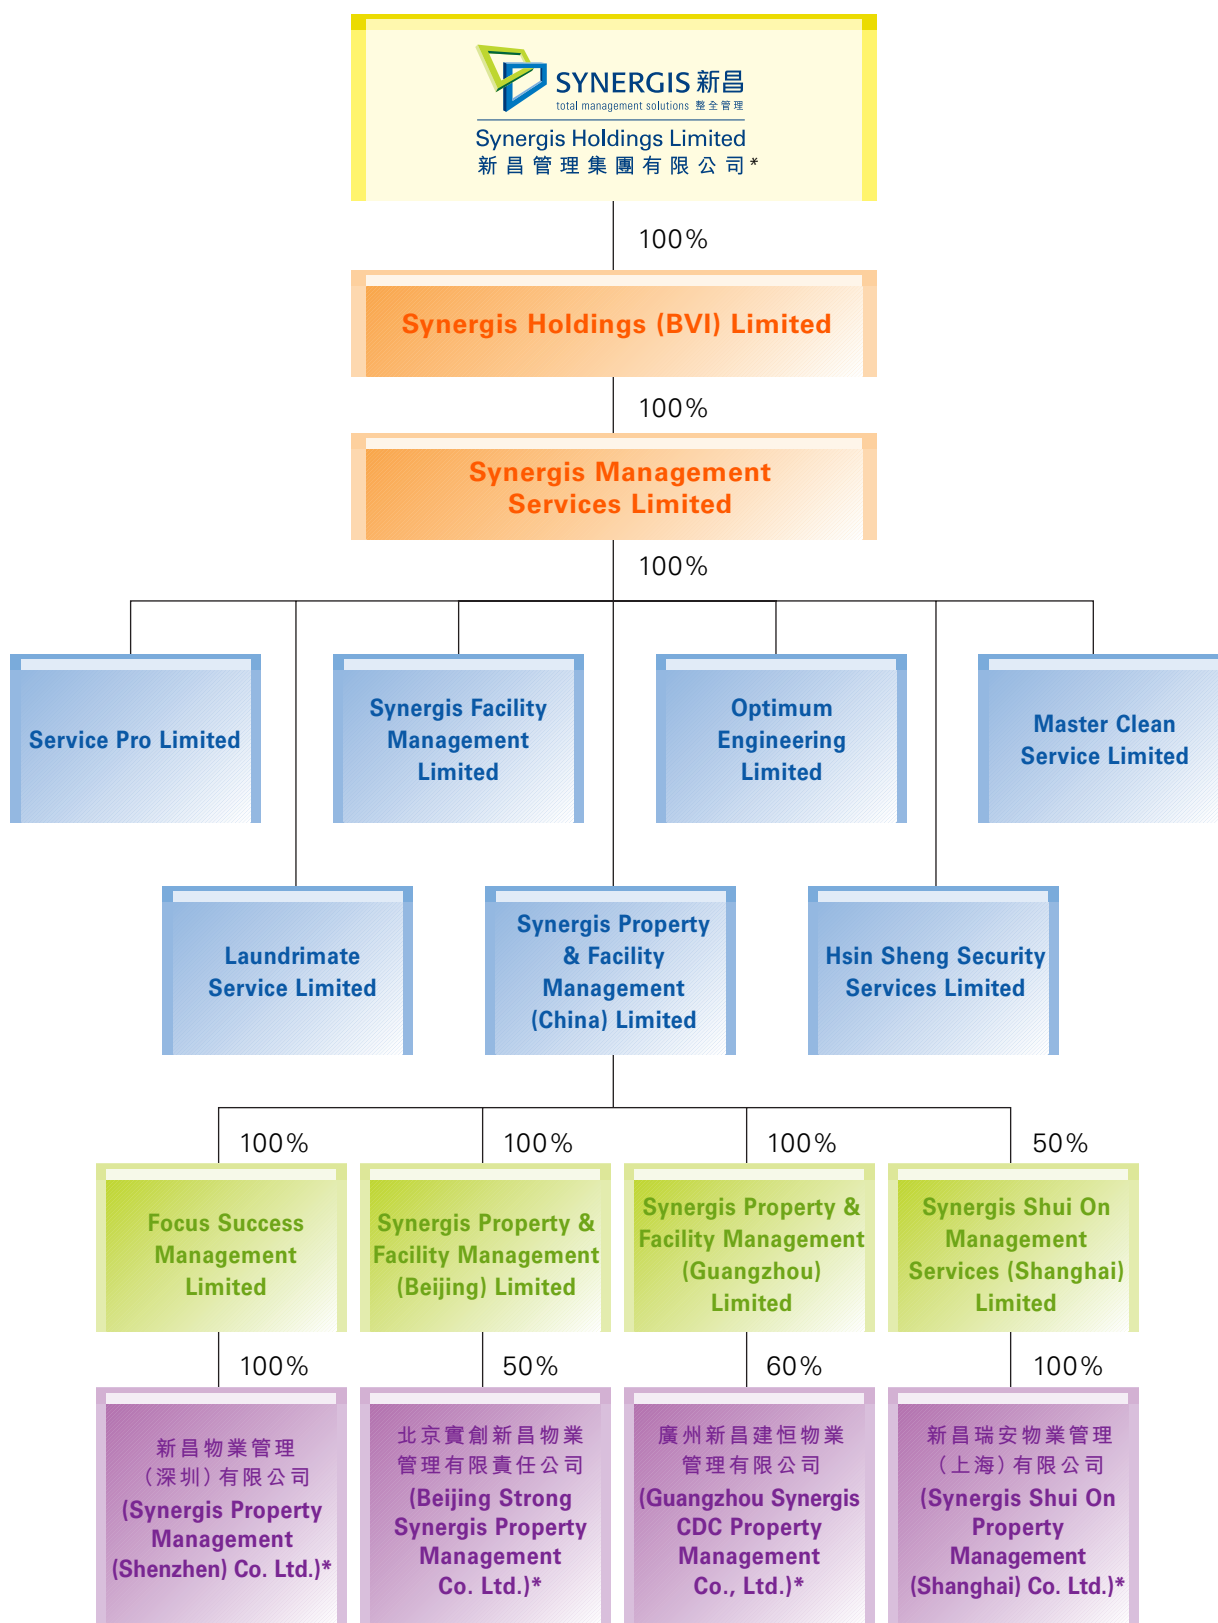 SYNERGIS 新昌
total management solutions 整全管理
Synergis Holdings Limited
新昌管理集團有限公司*
100%
Synergis Holdings (BVI) Limited
100%
Synergis Management
Services Limited
100%
Service Pro Limited
Synergis Facility
Management
Limited
Optimum
Engineering
Limited
Master Clean
Service Limited
Laundrimate
Service Limited
Synergis Property
& Facility
Management
(China) Limited
Hsin Sheng Security
Services Limited
100%
100%
100%
50%
Focus Success
Management
Limited
Synergis Property &
Facility Management
(Beijing) Limited
Synergis Property &
Facility Management
(Guangzhou)
Limited
Synergis Shui On
Management
Services (Shanghai)
Limited
100%
50%
60%
100%
新昌物業管理
(深圳)有限公司
(Synergis Property
Management
(Shenzhen) Co. Ltd.)*
北京實創新昌物業
管理有限責任公司
(Beijing Strong
Synergis Property
Management
Co. Ltd.)*
廣州新昌建恒物業
管理有限公司
(Guangzhou Synergis
CDC Property
Management
Co., Ltd.)*
新昌瑞安物業管理
(上海)有限公司
(Synergis Shui On
Property
Management
(Shanghai) Co. Ltd.)*